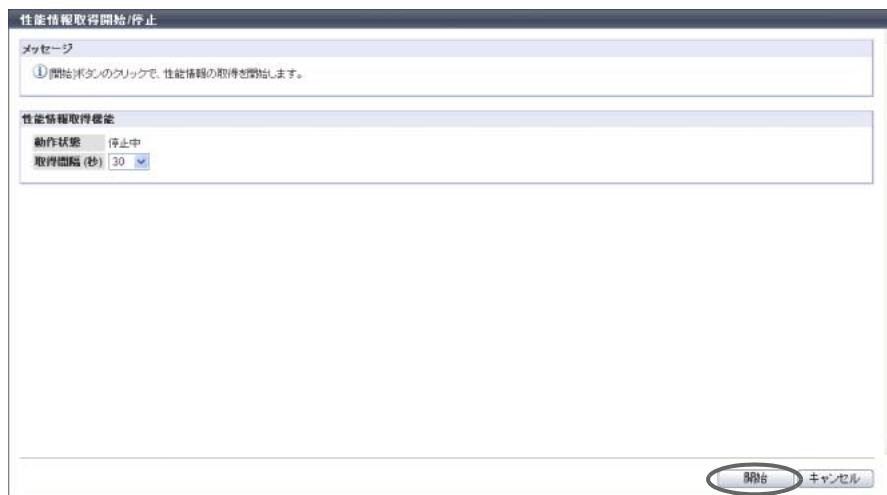 性能情報取得開始/停止
メッセージ
[開始]ボタンのクリックで、性能情報の取得を開始します。
性能情報取得機能
動作状態 停止中
取得間隔 (秒) 30
開始 キャンセル